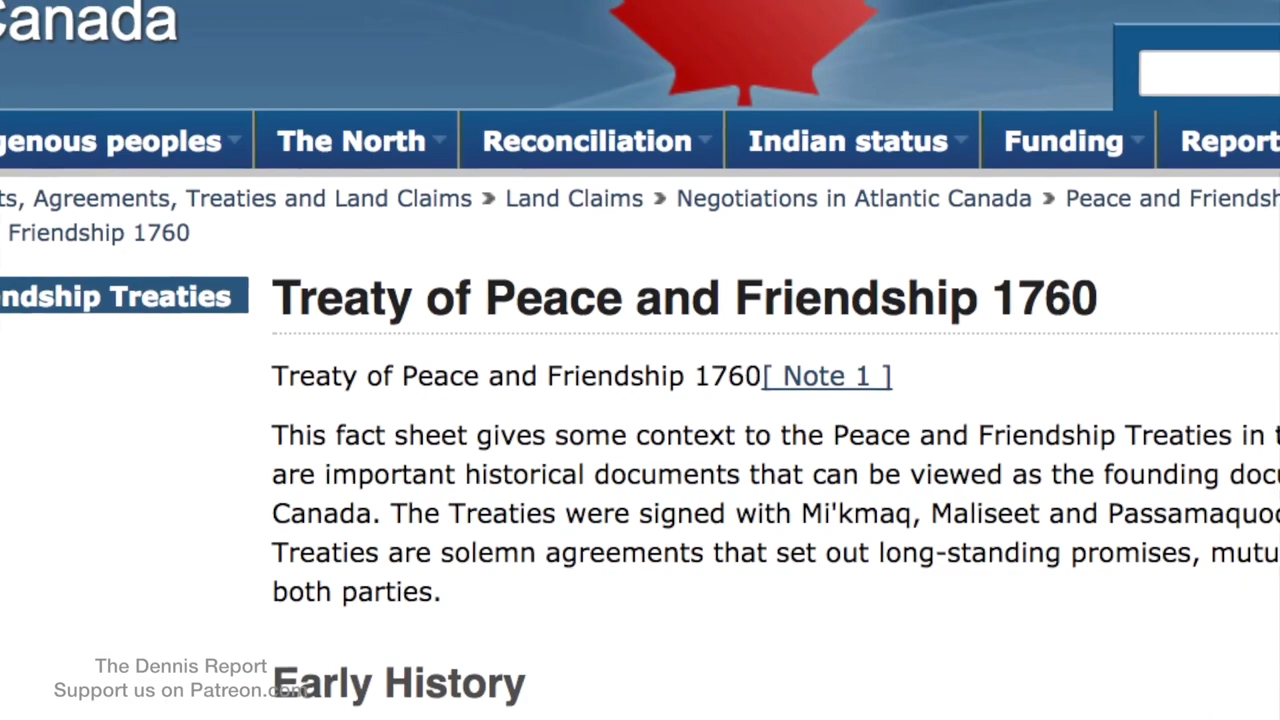 Canada
genous peoples
The North
Reconciliation
Indian status
Funding
Report
ts, Agreements, Treaties and Land Claims » Land Claims » Negotiations in Atlantic Canada » Peace and Friendsh
Friendship 1760
ndship Treaties
Treaty of Peace and Friendship 1760
Treaty of Peace and Friendship 1760[ Note 1 ]
This fact sheet gives some context to the Peace and Friendship Treaties in t
are important historical documents that can be viewed as the founding docu
Canada. The Treaties were signed with Mi'kmaq, Maliseet and Passamaquod
Treaties are solemn agreements that set out long-standing promises, mutu
both parties.
Early History
The Dennis Report
Support us on Patreon.com